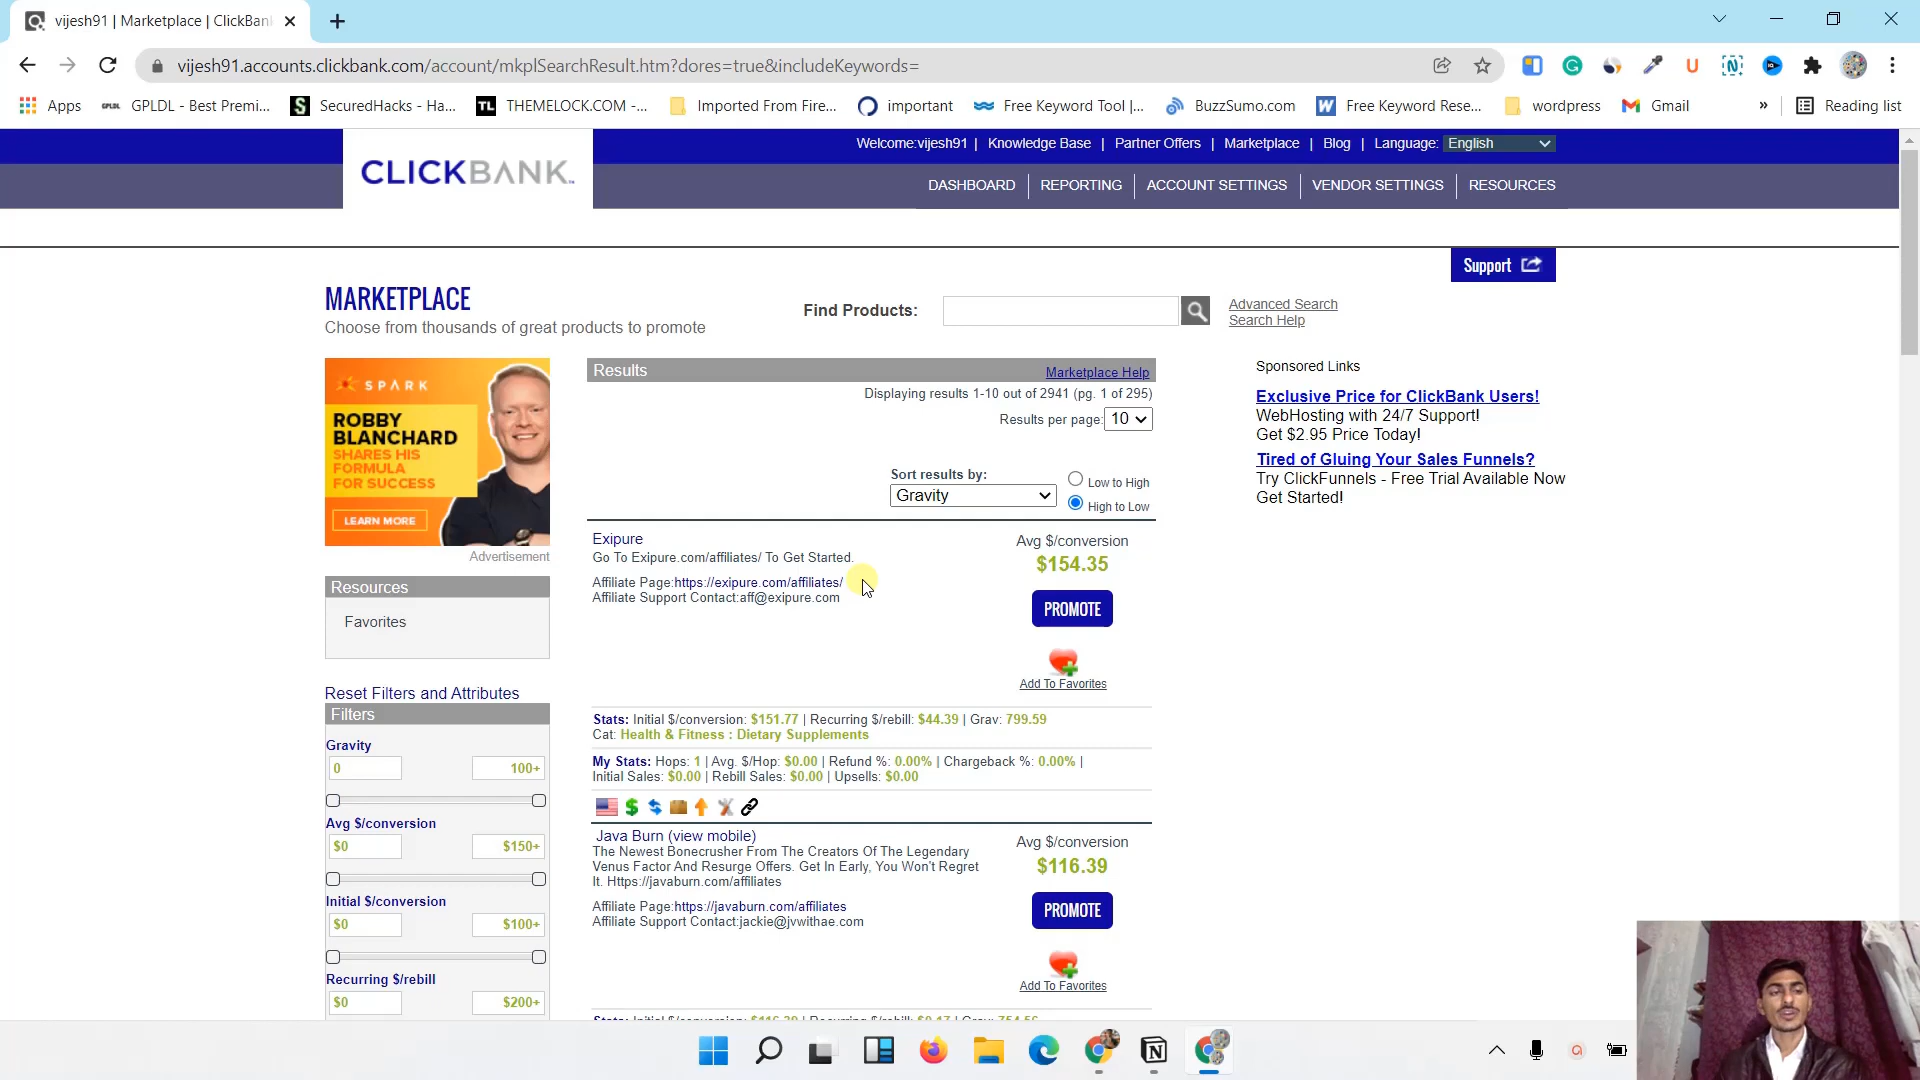 vijesh91 | Marketplace | ClickBan
vijesh91.accounts.clickbank.com/account/mkplSearchResult.htm?dores=true&includeKeywords=
Apps
GPLDL - Best Premi...
SecuredHacks - Ha...
THEMELOCK.COM -...
Imported From Fire...
important
Free Keyword Tool |...
BuzzSumo.com
Free Keyword Rese...
wordpress
Gmail
»
Reading list
Welcome:vijesh91 | Knowledge Base | Partner Offers | Marketplace | Blog | Language: English
CLICKBANK
DASHBOARD | REPORTING | ACCOUNT SETTINGS | VENDOR SETTINGS | RESOURCES
Support
MARKETPLACE
Choose from thousands of great products to promote
Find Products:
Advanced Search
Search Help
SPARK
ROBBY
BLANCHARD
SHARES HIS
FORMULA
FOR SUCCESS
LEARN MORE
Advertisement
Resources
Favorites
Reset Filters and Attributes
Filters
Gravity
0 100+
Avg $/conversion
$0 $150+
Initial $/conversion
$0 $100+
Recurring $/rebill
$0 $200+
Results
Marketplace Help
Displaying results 1-10 out of 2941 (pg. 1 of 295)
Results per page: 10
Sort results by:
Gravity
Low to High
High to Low
Exipure
Go To Exipure.com/affiliates/ To Get Started.
Affiliate Page:https://exipure.com/affiliates/
Affiliate Support Contact:aff@exipure.com
Avg $/conversion
$154.35
PROMOTE
Add To Favorites
Stats: Initial $/conversion: $151.77 | Recurring $/rebill: $44.39 | Grav: 799.59
Cat: Health & Fitness : Dietary Supplements
My Stats: Hops: 1 | Avg. $/Hop: $0.00 | Refund %: 0.00% | Chargeback %: 0.00% |
Initial Sales: $0.00 | Rebill Sales: $0.00 | Upsells: $0.00
Java Burn (view mobile)
The Newest Bonecrusher From The Creators Of The Legendary
Venus Factor And Resurge Offers. Get In Early, You Won't Regret
It. Https://javaburn.com/affiliates
Affiliate Page:https://javaburn.com/affiliates
Affiliate Support Contact:jackie@jvwithae.com
Avg $/conversion
$116.39
PROMOTE
Add To Favorites
Stats: Initial $/conversion: $116.39 | Recurring $/rebill: $0.17 | Grav: 754.56
Sponsored Links
Exclusive Price for ClickBank Users!
WebHosting with 24/7 Support!
Get $2.95 Price Today!
Tired of Gluing Your Sales Funnels?
Try ClickFunnels - Free Trial Available Now
Get Started!